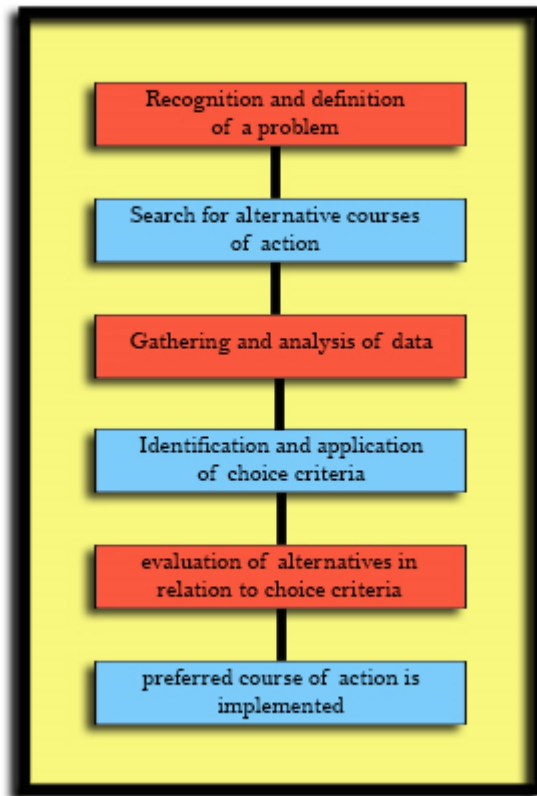 Recognition and definition
of a problem
Search for alternative courses
of action
Gathering and analysis of data
Identification and application
of choice criteria
evaluation of alternatives in
relation to choice criteria
preferred course of action is
implemented